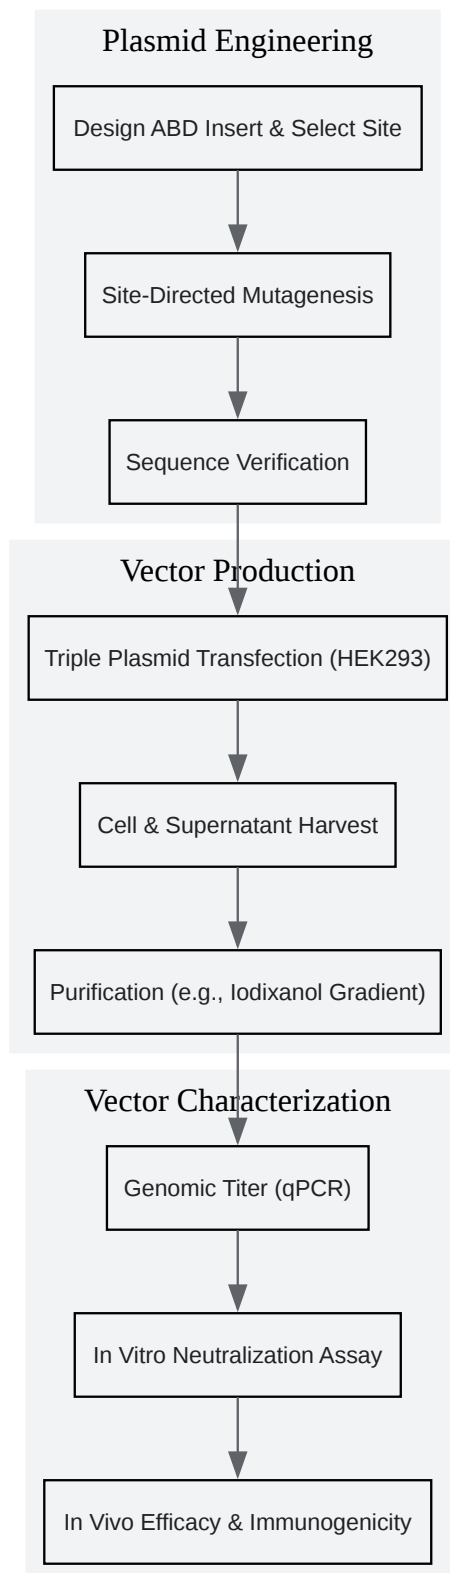 Plasmid Engineering
Design ABD Insert & Select Site
Site-Directed Mutagenesis
Sequence Verification
Vector Production
Triple Plasmid Transfection (HEK293)
Cell & Supernatant Harvest
Purification (e.g., Iodixanol Gradient)
Vector Characterization
Genomic Titer (qPCR)
In Vitro Neutralization Assay
In Vivo Efficacy & Immunogenicity